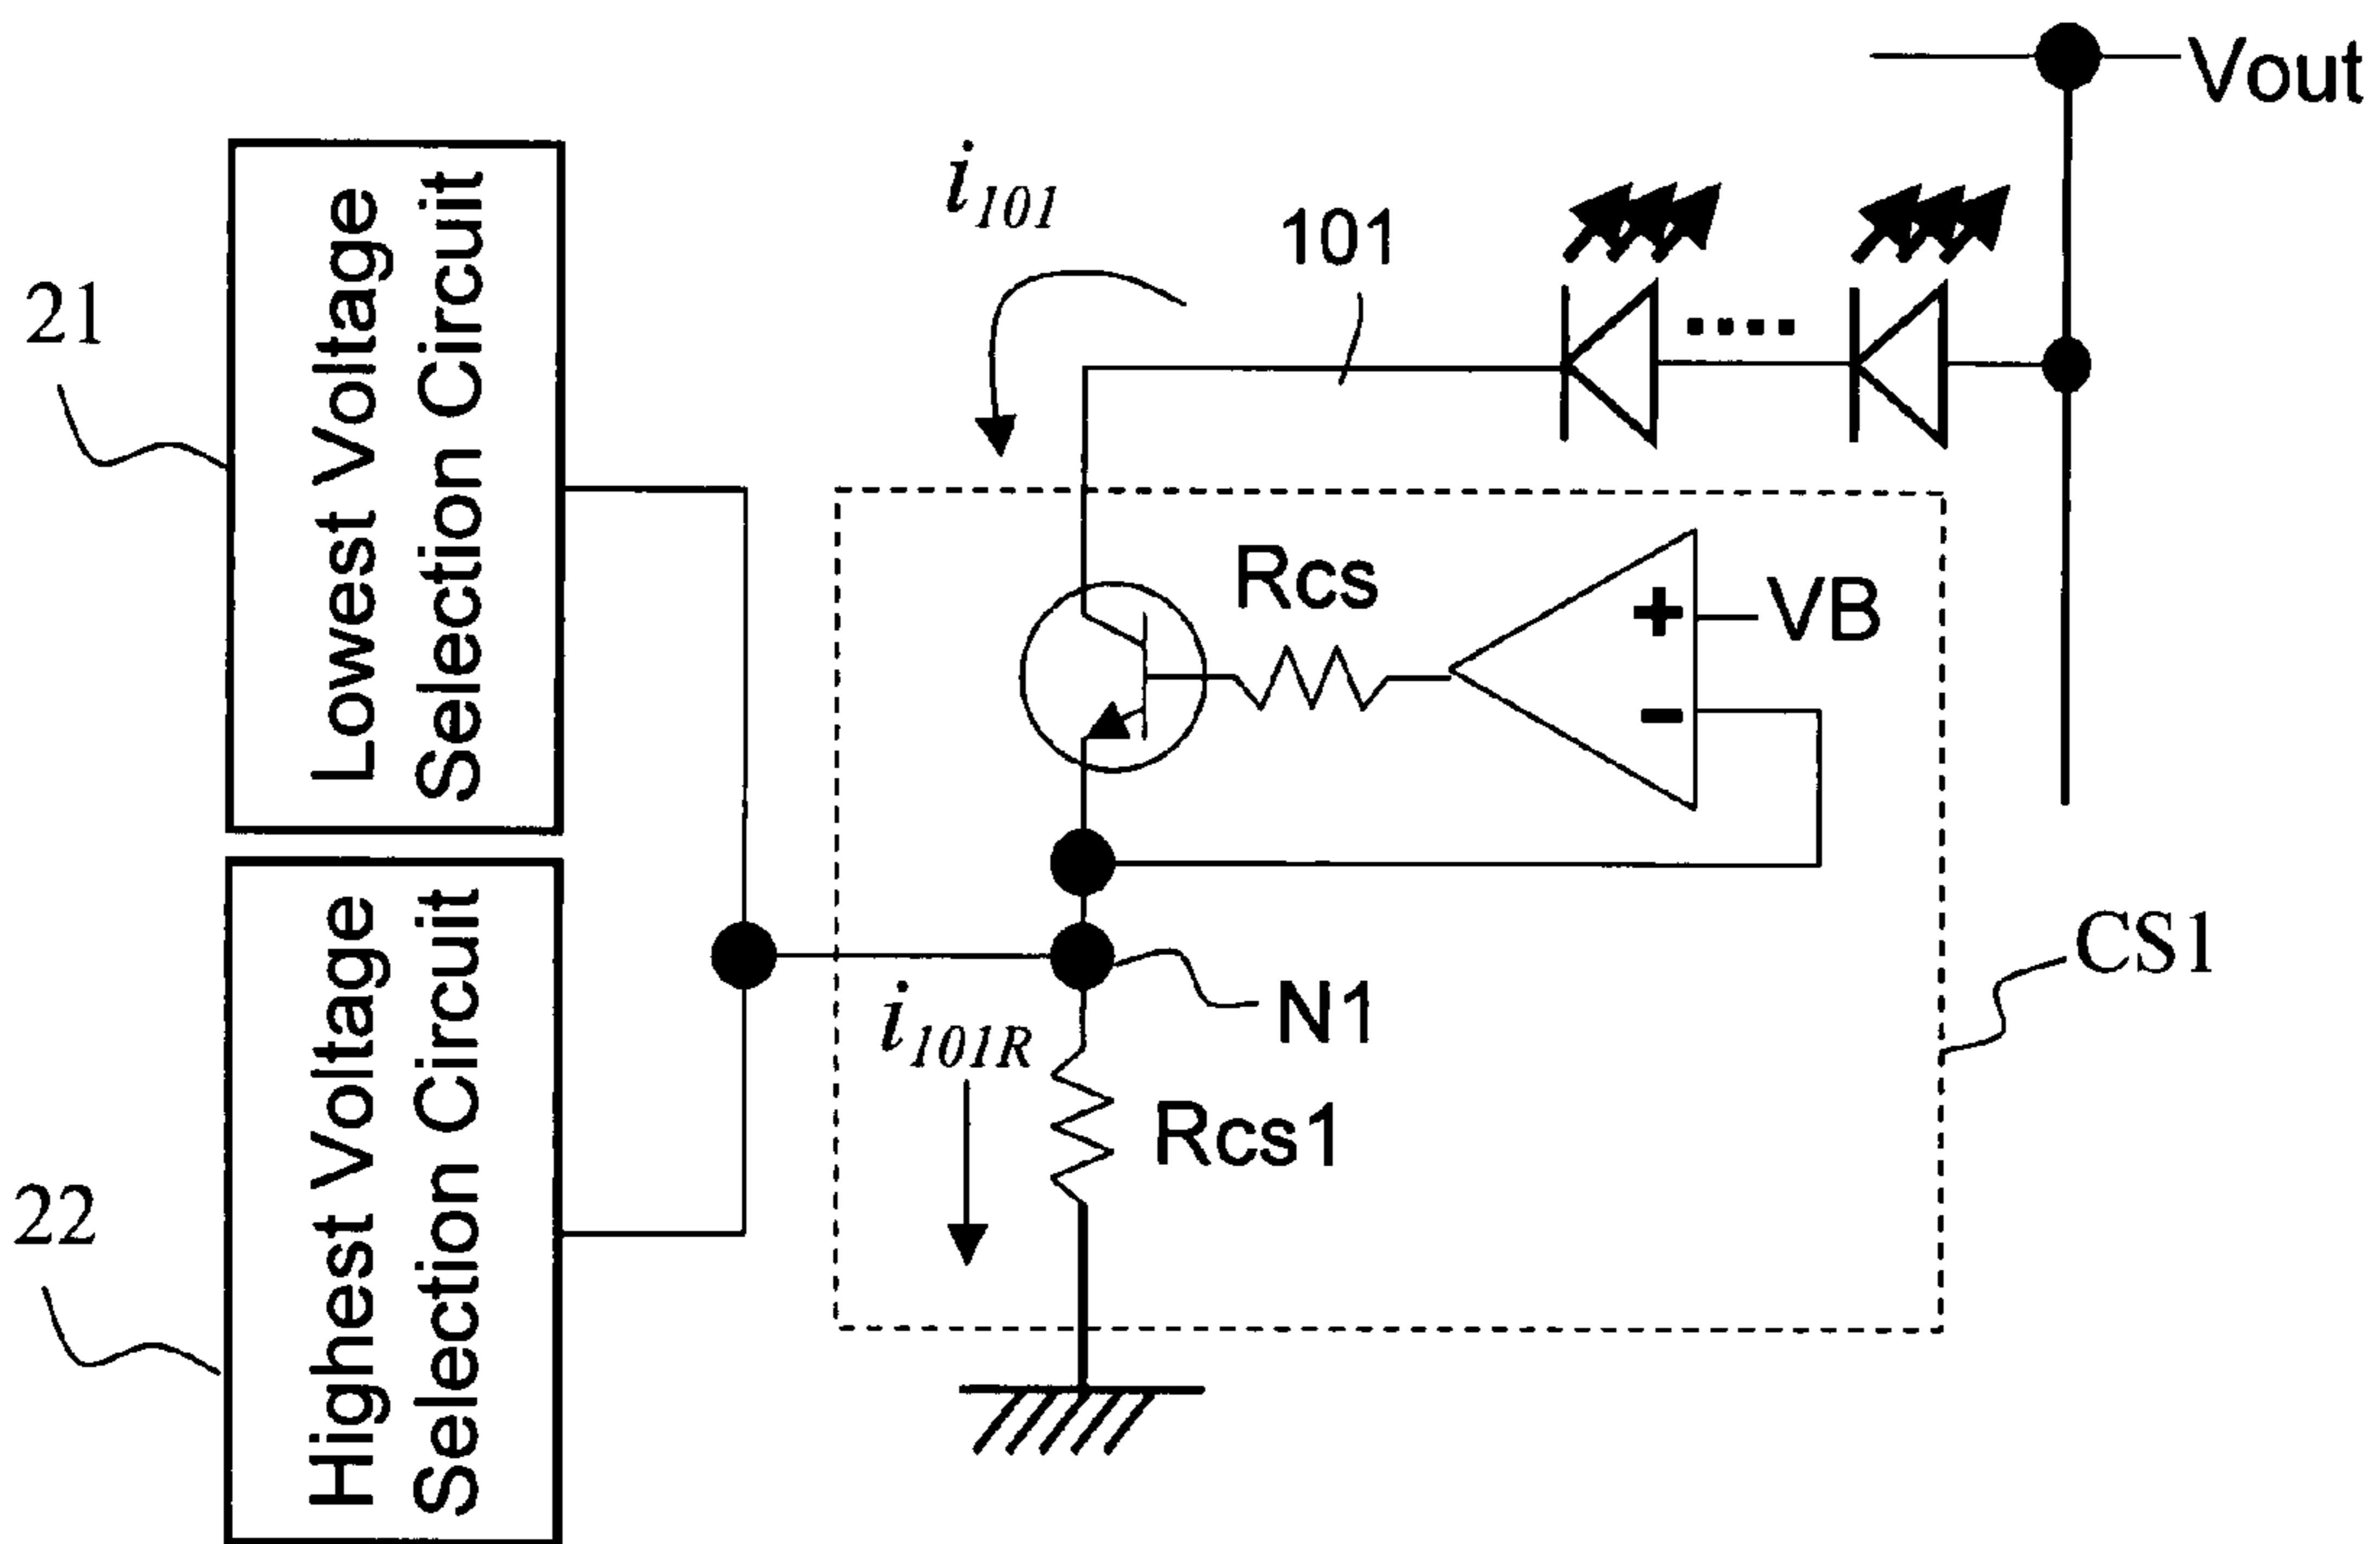 Vout
i101
101
21
Lowest Voltage
Selection Circuit
Rcs
+
VB
-
CS1
N1
i101R
Rcs1
22
Highest Voltage
Selection Circuit